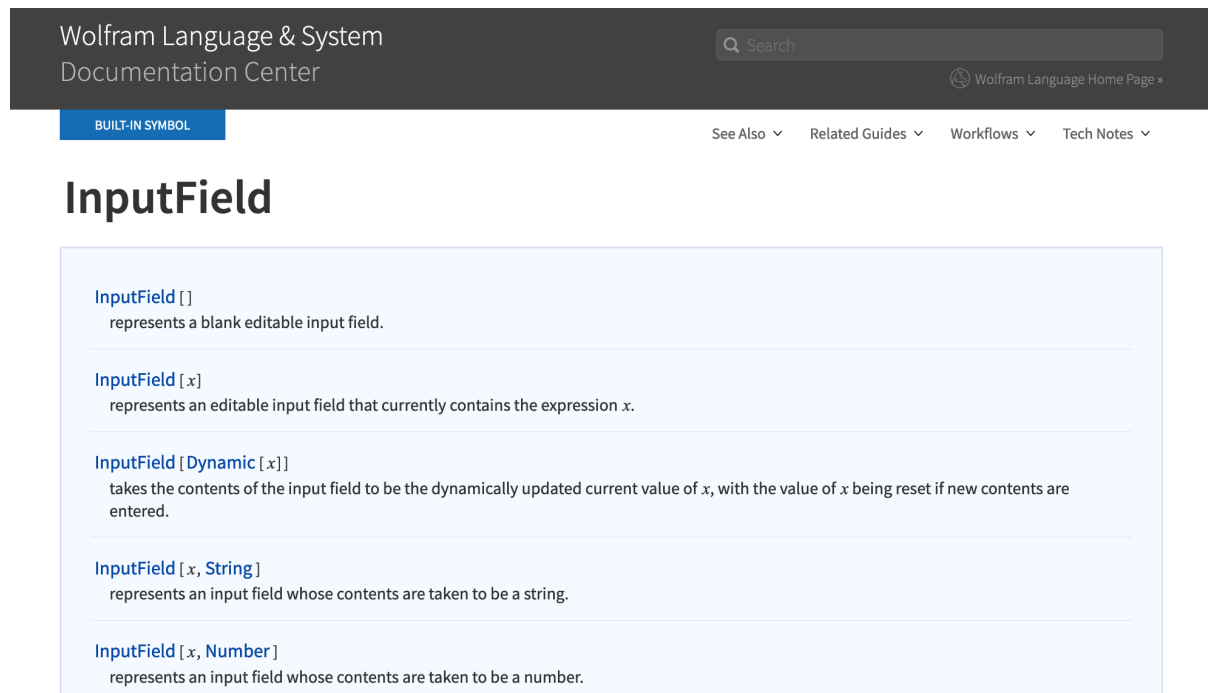 Wolfram Language & System
Documentation Center
Search
Wolfram Language Home Page »
BUILT-IN SYMBOL
See Also Related Guides Workflows Tech Notes
InputField
InputField[]
represents a blank editable input field.
InputField[x]
represents an editable input field that currently contains the expression x.
InputField[Dynamic[x]]
takes the contents of the input field to be the dynamically updated current value of x, with the value of x being reset if new contents are
entered.
InputField[x, String]
represents an input field whose contents are taken to be a string.
InputField[x, Number]
represents an input field whose contents are taken to be a number.